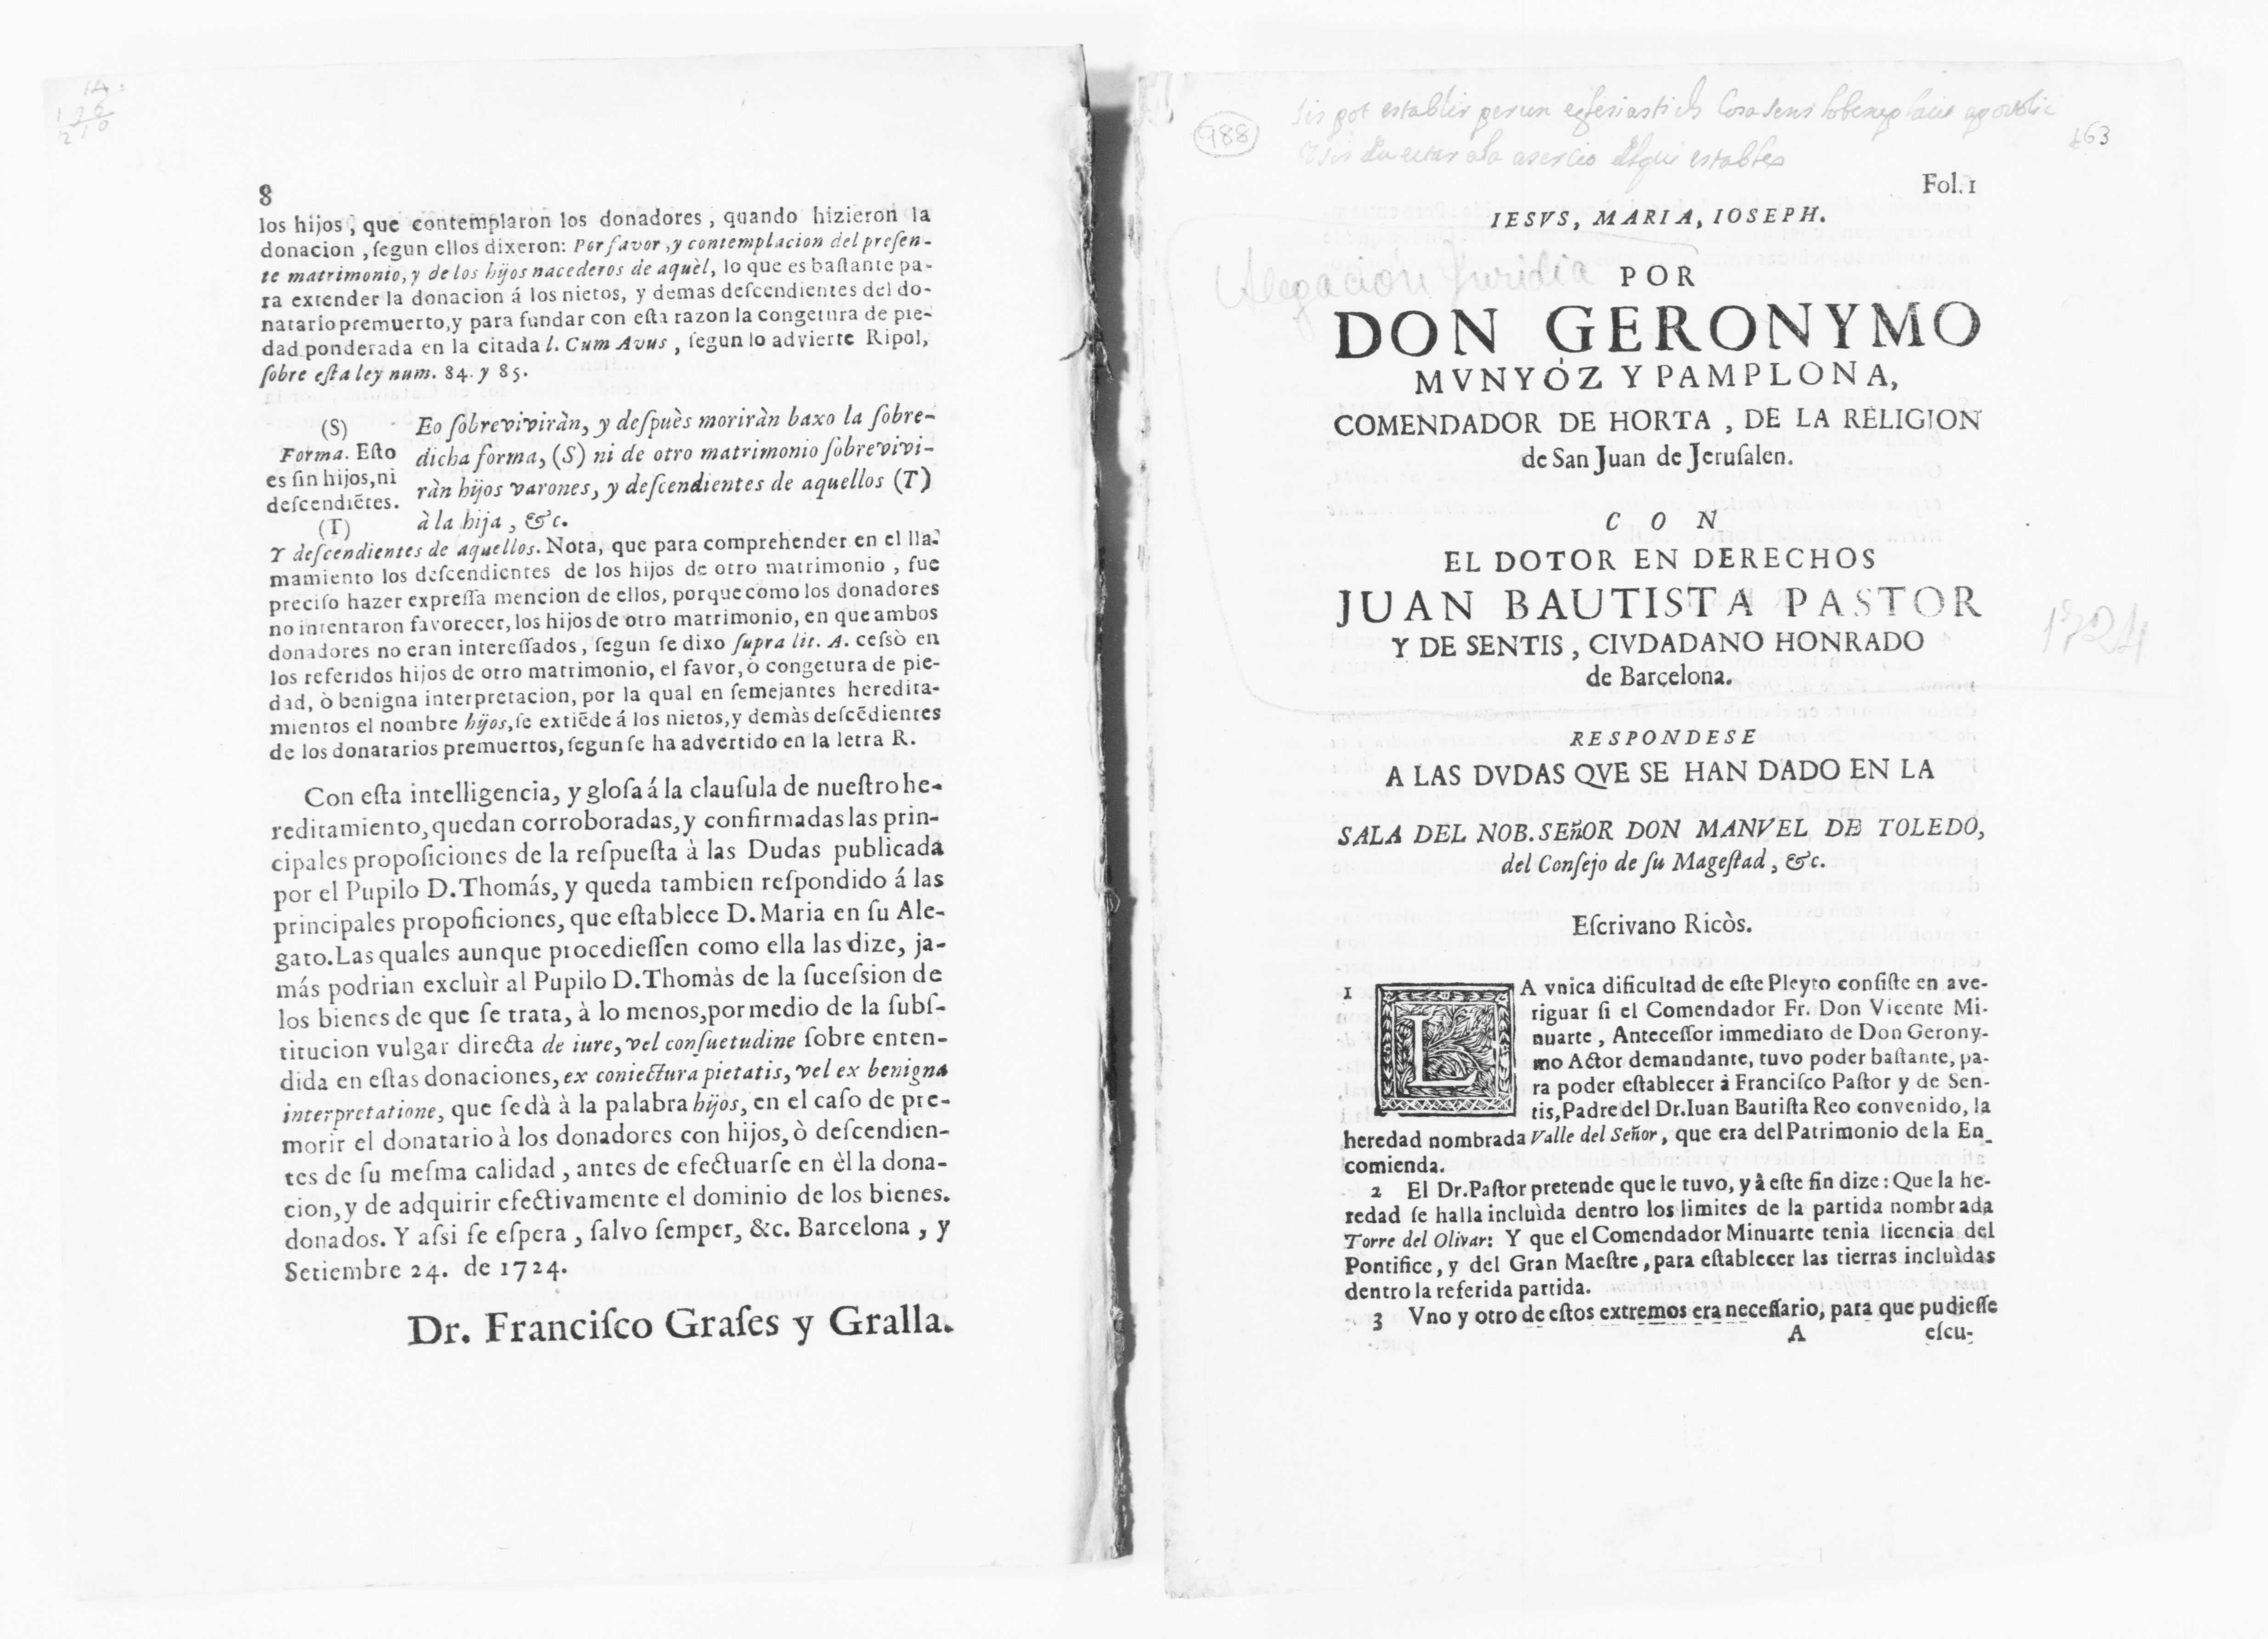 8
los hijos, que contemplaron los donadores, quando hizieron la
donacion, ſegun ellos dixeron: Por favor, y contemplacion del preſen-
te matrimonio, y de los hijos nacederos de aquèl, lo que es baſtante pa-
ra extender la donacion á los nietos, y demas deſcendientes del do-
natario premuerto, y para fundar con eſta razon la congetura de pie-
dad ponderada en la citada l. Cum Avus, ſegun lo advierte Ripol,
ſobre eſta ley num. 84. y 85.
Eo ſobreviviràn, y deſpuès moriràn baxo la ſobre-
dicha forma, (S) ni de otro matrimonio ſobrevivi-
ràn hijos varones, y deſcendientes de aquellos (T)
à la hija, &c.
(S)
Forma. Eſto
es ſin hijos, ni
deſcendiētes.
(T)
Y deſcendientes de aquellos. Nota, que para comprehender en el lla-
mamiento los deſcendientes de los hijos de otro matrimonio, fue
preciſo hazer expreſſa mencion de ellos, porque como los donadores
no intentaron favorecer, los hijos de otro matrimonio, en que ambos
donadores no eran intereſſados, ſegun ſe dixo ſupra lit. A. ceſsò en
los referidos hijos de otro matrimonio, el favor, ò congetura de pie-
dad, ò benigna interpretacion, por la qual en ſemejantes heredita-
mientos el nombre hijos, ſe extiēde á los nietos, y demàs deſcēdientes
de los donatarios premuertos, ſegun ſe ha advertido en la letra R.
Con eſta intelligencia, y gloſa á la clauſula de nueſtro he-
reditamiento, quedan corroboradas, y confirmadas las prin-
cipales propoſiciones de la reſpueſta à las Dudas publicada
por el Pupilo D. Thomás, y queda tambien reſpondido á las
principales propoſiciones, que eſtablece D. Maria en ſu Ale-
gato. Las quales aunque procedieſſen como ella las dize, ja-
más podrian excluìr al Pupilo D. Thomàs de la ſuceſsion de
los bienes de que ſe trata, à lo menos, por medio de la ſubſ-
titucion vulgar directa de iure, vel conſuetudine ſobre enten-
dida en eſtas donaciones, ex coniectura pietatis, vel ex benigna
interpretatione, que ſe dà à la palabra hijos, en el caſo de pre-
morir el donatario à los donadores con hijos, ò deſcendien-
tes de ſu meſma calidad, antes de efectuarſe en èl la dona-
cion, y de adquirir efectivamente el dominio de los bienes.
donados. Y aſsi ſe eſpera, ſalvo ſemper, &c. Barcelona, y
Setiembre 24. de 1724.
Dr. Franciſco Graſes y Gralla.
988
163
Fol. 1
IESVS, MARIA, IOSEPH.
Alegacion Juridia
POR
DON GERONYMO
MVNYÓZ Y PAMPLONA,
COMENDADOR DE HORTA, DE LA RELIGION
de San Juan de Jeruſalen.
CON
EL DOTOR EN DERECHOS
JUAN BAUTISTA PASTOR
Y DE SENTIS, CIVDADANO HONRADO
de Barcelona.
1724
RESPONDESE
A LAS DVDAS QVE SE HAN DADO EN LA
SALA DEL NOB. SEñOR DON MANVEL DE TOLEDO,
del Conſejo de ſu Mageſtad, &c.
Eſcrivano Ricòs.
1 LA vnica dificultad de eſte Pleyto conſiſte en ave-
riguar ſi el Comendador Fr. Don Vicente Mi-
nuarte, Anteceſſor immediato de Don Gerony-
mo Actor demandante, tuvo poder baſtante, pa-
ra poder eſtablecer à Franciſco Paſtor y de Sen-
tis, Padre del Dr. Iuan Bautiſta Reo convenido, la
heredad nombrada Valle del Señor, que era del Patrimonio de la En-
comienda.
2 El Dr. Paſtor pretende que le tuvo, y à eſte fin dize: Que la he-
redad ſe halla incluìda dentro los limites de la partida nombrada
Torre del Olivar: Y que el Comendador Minuarte tenia licencia del
Pontifice, y del Gran Maeſtre, para eſtablecer las tierras incluìdas
dentro la referida partida.
3 Vno y otro de eſtos extremos era neceſſario, para que pudieſſe
A eſcu-